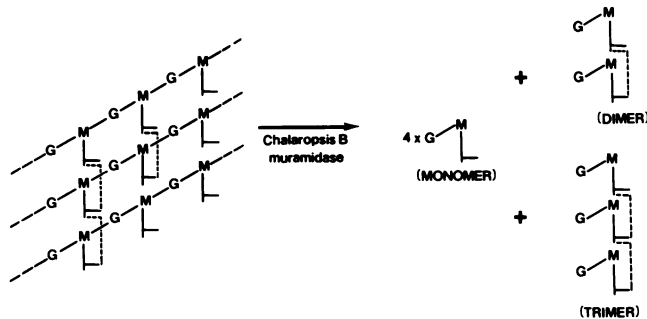 G M G M G M
G M G M G M
G M G M G M
Chalaropsis B
muramidase
4 x G M
(MONOMER)
+
G M
G M
(DIMER)
+
G M
G M
G M
(TRIMER)